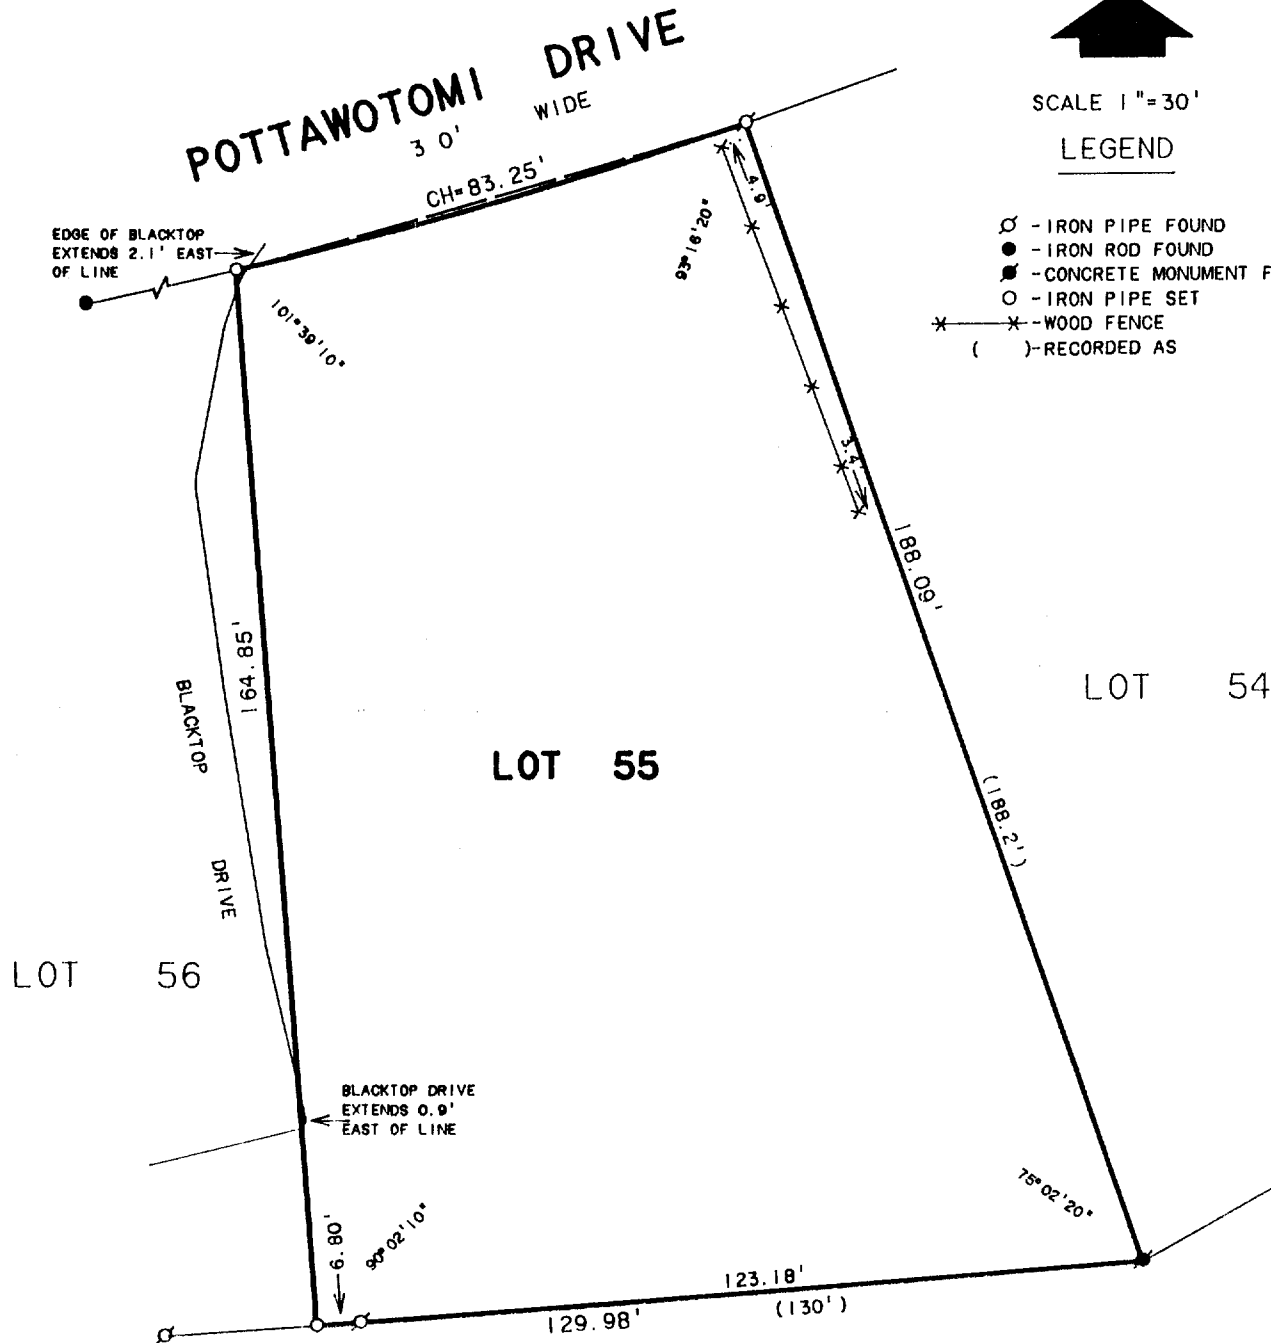 POTTAWOTOMI DRIVE
30' WIDE
CH=83.25'
SCALE 1"=30'
LEGEND
- IRON PIPE FOUND
- IRON ROD FOUND
- CONCRETE MONUMENT F
- IRON PIPE SET
- WOOD FENCE
( )-RECORDED AS
EDGE OF BLACKTOP
EXTENDS 2.1' EAST
OF LINE
101°39'10"
93°16'20"
4.9'
3.4'
188.09'
(188.2')
164.85'
BLACKTOP
DRIVE
LOT 54
LOT 55
LOT 56
BLACKTOP DRIVE
EXTENDS 0.9'
EAST OF LINE
75°02'20"
6.80'
90°02'10"
123.18'
129.98'
(130')